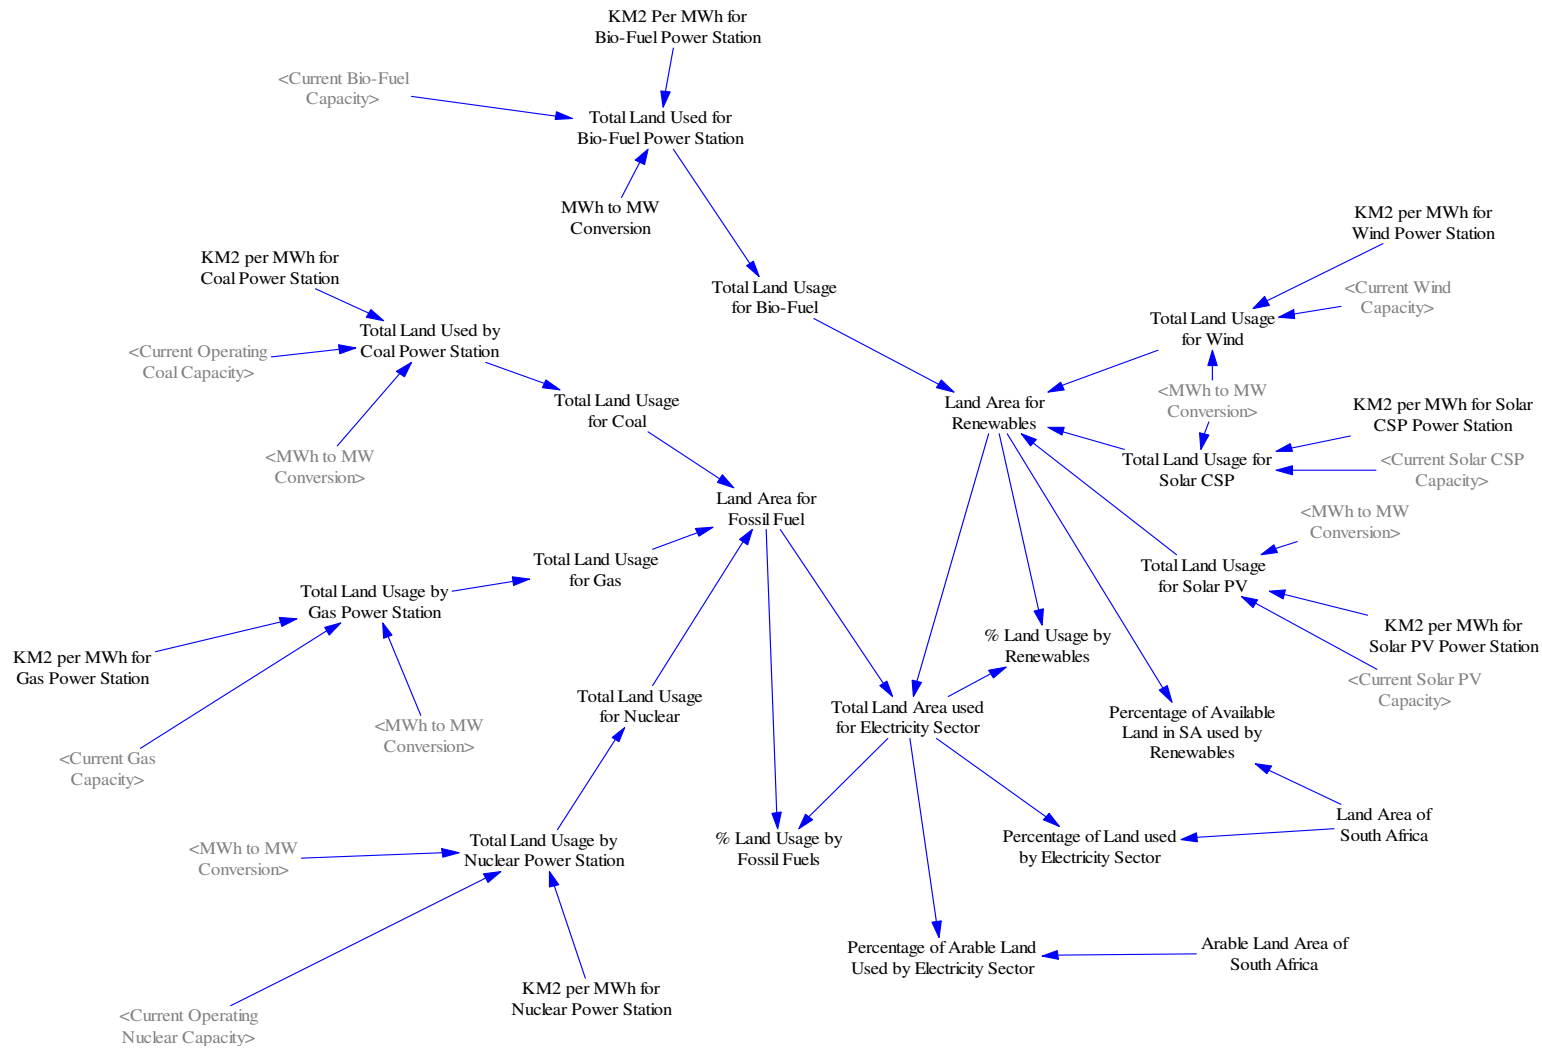 KM2 Per MWh for
Bio-Fuel Power Station
<Current Bio-Fuel
Capacity>
Total Land Used for
Bio-Fuel Power Station
MWh to MW
Conversion
KM2 per MWh for
Wind Power Station
KM2 per MWh for
Coal Power Station
Total Land Usage
for Bio-Fuel
<Current Wind
Capacity>
Total Land Usage
for Wind
Total Land Used by
Coal Power Station
<Current Operating
Coal Capacity>
<MWh to MW
Conversion>
Total Land Usage
for Coal
Land Area for
Renewables
KM2 per MWh for Solar
CSP Power Station
<MWh to MW
Conversion>
Total Land Usage for
Solar CSP
<Current Solar CSP
Capacity>
Land Area for
Fossil Fuel
<MWh to MW
Conversion>
Total Land Usage
for Gas
Total Land Usage
for Solar PV
Total Land Usage by
Gas Power Station
KM2 per MWh for
Solar PV Power Station
% Land Usage by
Renewables
KM2 per MWh for
Gas Power Station
<Current Solar PV
Capacity>
Total Land Usage
for Nuclear
Total Land Area used
for Electricity Sector
Percentage of Available
Land in SA used by
Renewables
<MWh to MW
Conversion>
<Current Gas
Capacity>
Land Area of
South Africa
Total Land Usage by
Nuclear Power Station
% Land Usage by
Fossil Fuels
Percentage of Land used
by Electricity Sector
<MWh to MW
Conversion>
Percentage of Arable Land
Used by Electricity Sector
Arable Land Area of
South Africa
KM2 per MWh for
Nuclear Power Station
<Current Operating
Nuclear Capacity>